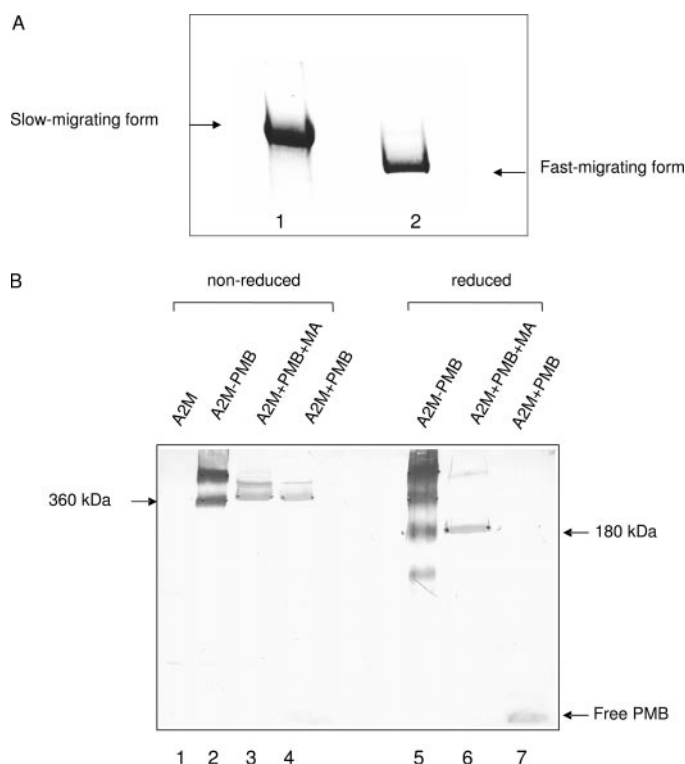 A
Slow-migrating form
Fast-migrating form
1 2
B
non-reduced reduced
A2M A2M-PMB A2M+PMB+MA A2M+PMB A2M-PMB A2M+PMB+MA A2M+PMB
360 kDa
180 kDa
Free PMB
1 2 3 4 5 6 7